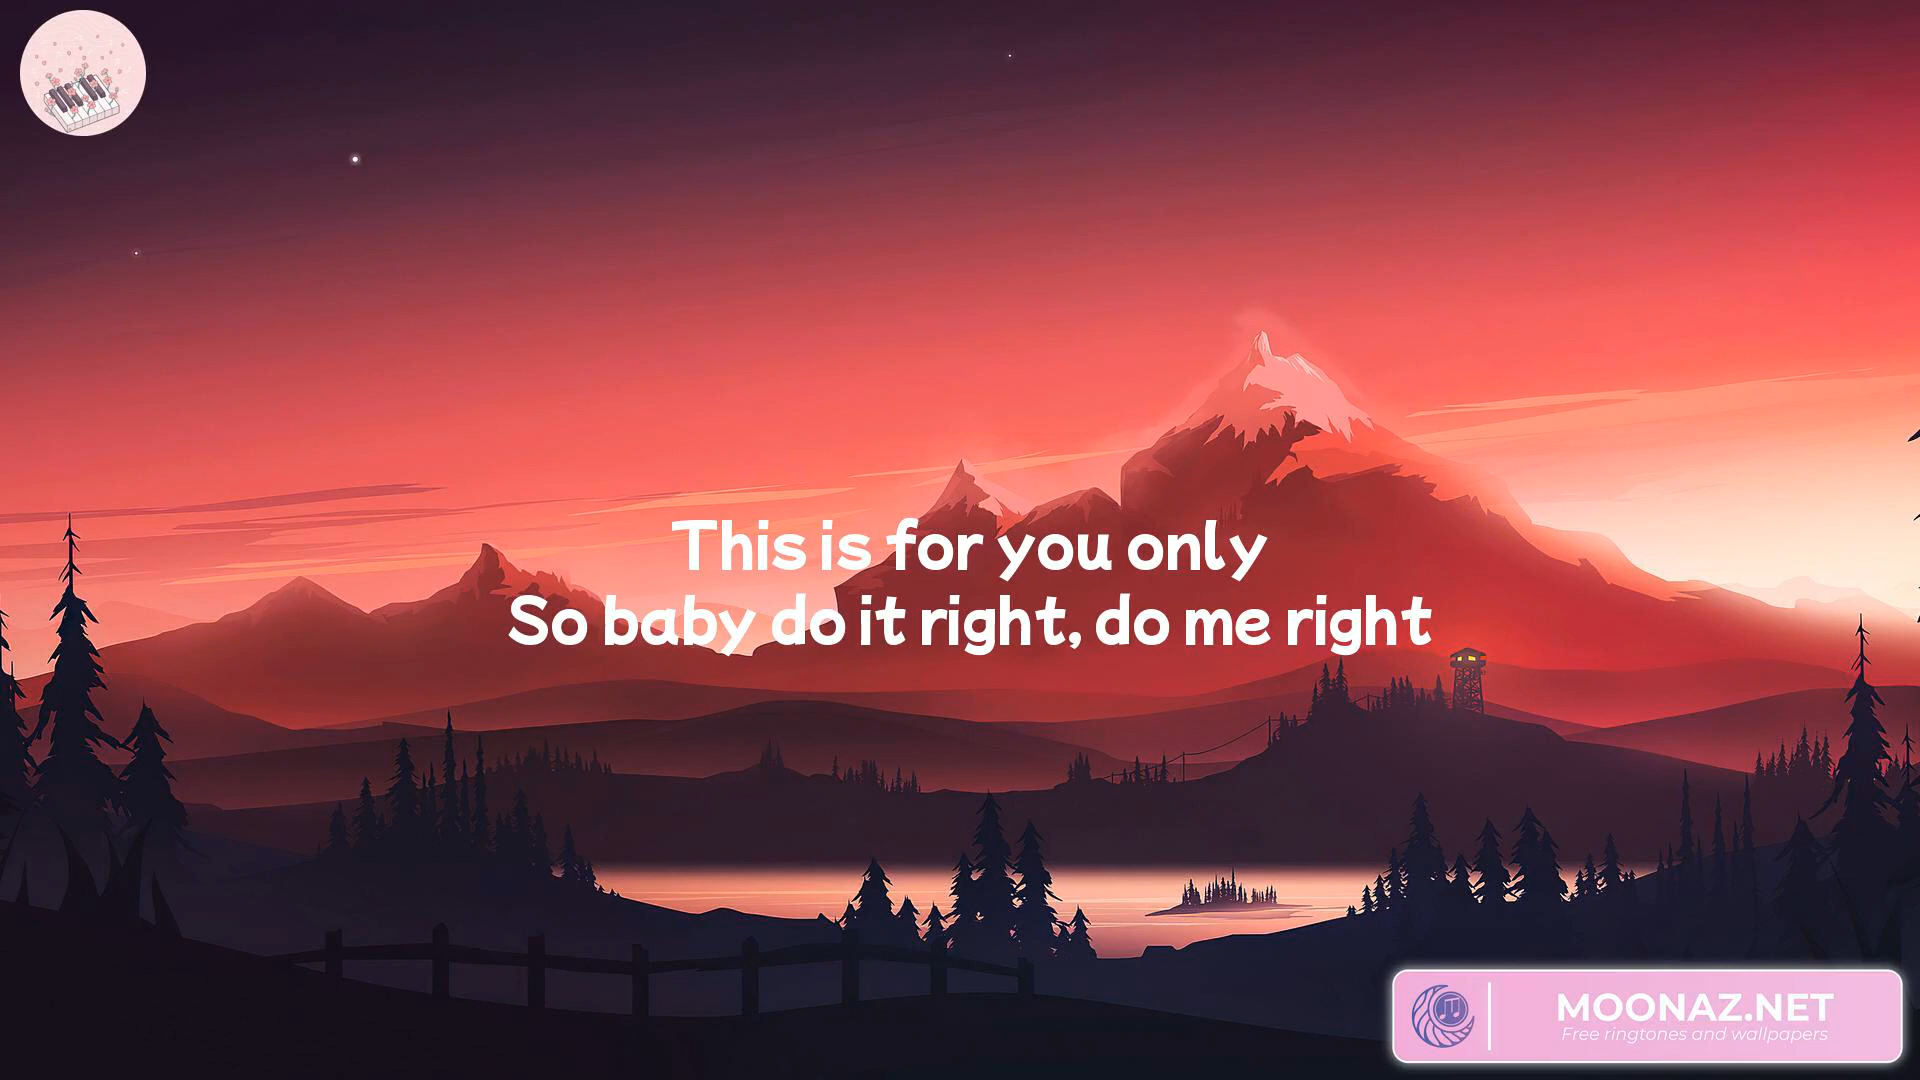 This is for you only
So baby do it right, do me right
MOONAZ.NET
Free ringtones and wallpapers